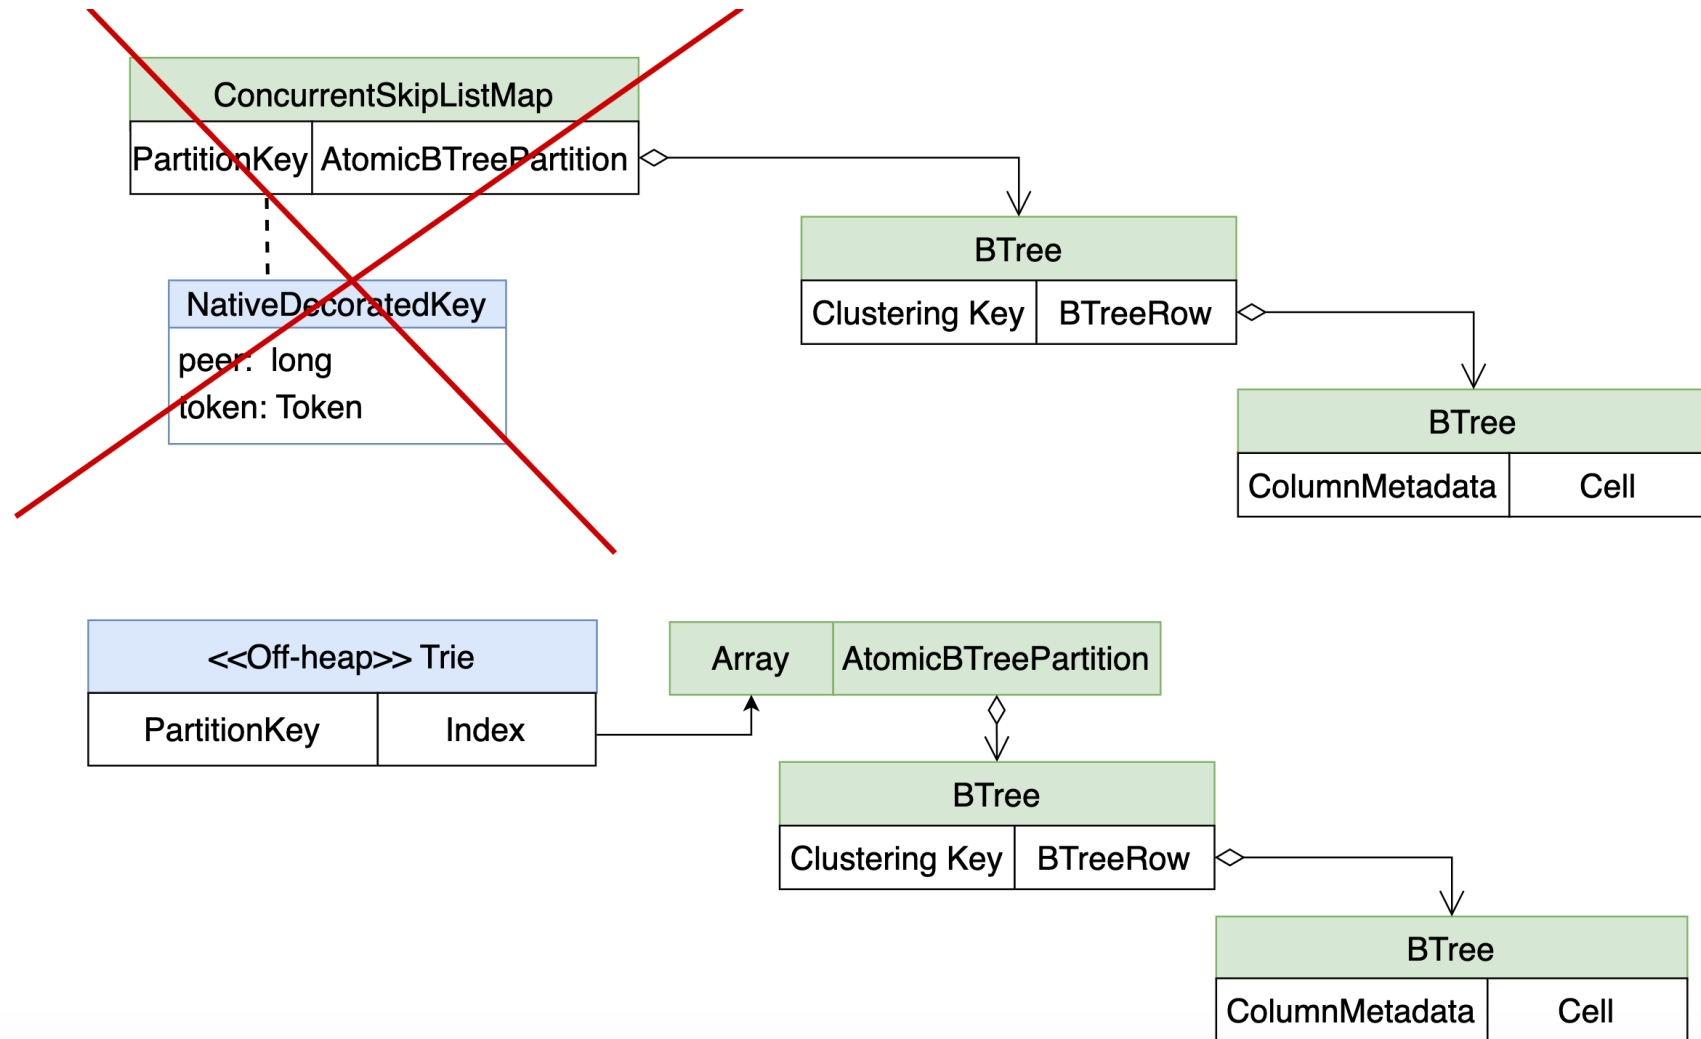 ConcurrentSkipListMap
PartitionKey AtomicBTreePartition
BTree
Clustering Key BTreeRow
NativeDecoratedKey
peer: long
token: Token
BTree
ColumnMetadata Cell
<<Off-heap>> Trie
PartitionKey Index
Array AtomicBTreePartition
BTree
Clustering Key BTreeRow
BTree
ColumnMetadata Cell